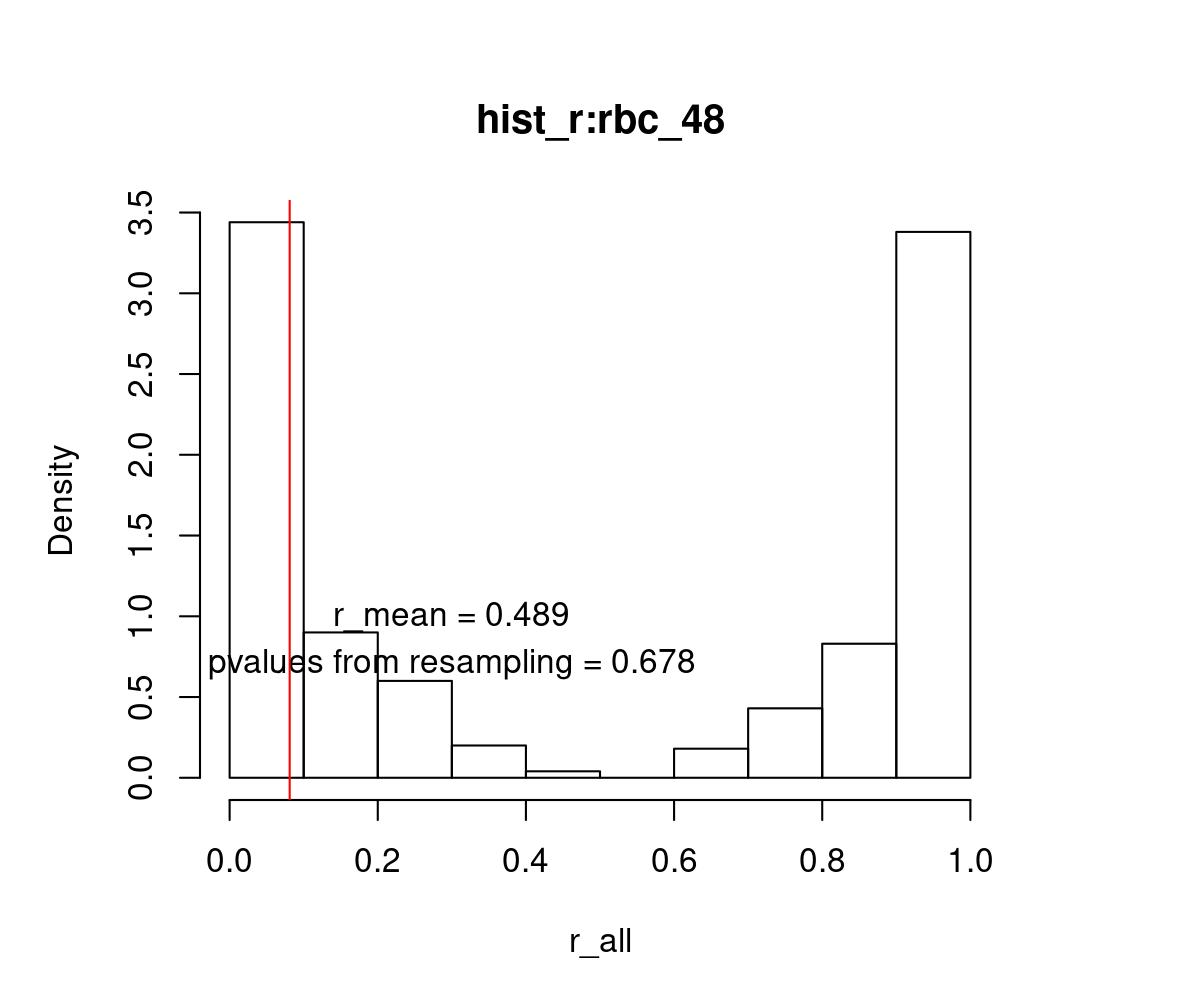 hist_r:rbc_48
3.5
3.0
2.5
2.0
1.5
1.0
0.5
0.0
Density
r_mean = 0.489
pvalues from resampling = 0.678
0.0 0.2 0.4 0.6 0.8 1.0
r_all